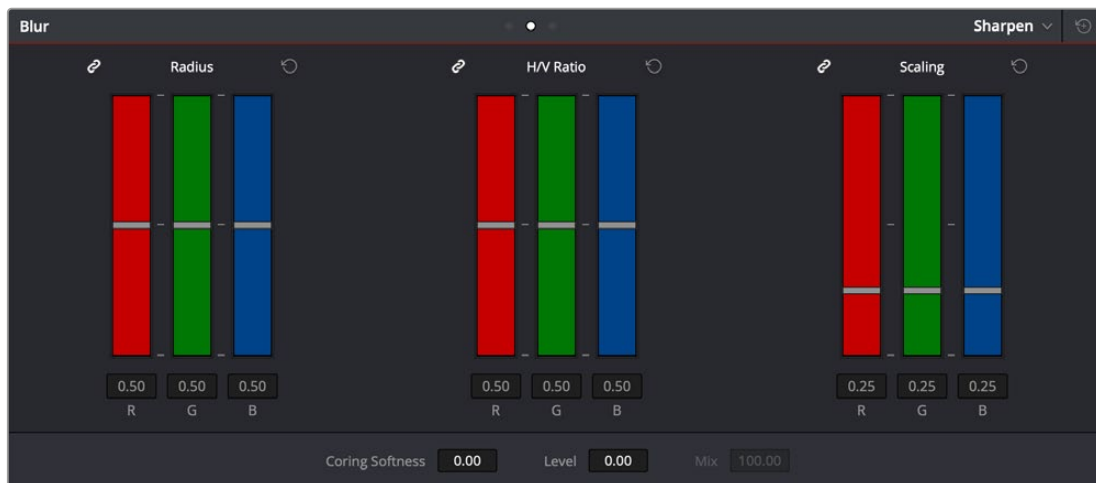 Blur Sharpen
Radius H/V Ratio Scaling
0.50 0.50 0.50 0.50 0.50 0.50 0.25 0.25 0.25
R G B R G B R G B
Coring Softness 0.00 Level 0.00 Mix 100.00